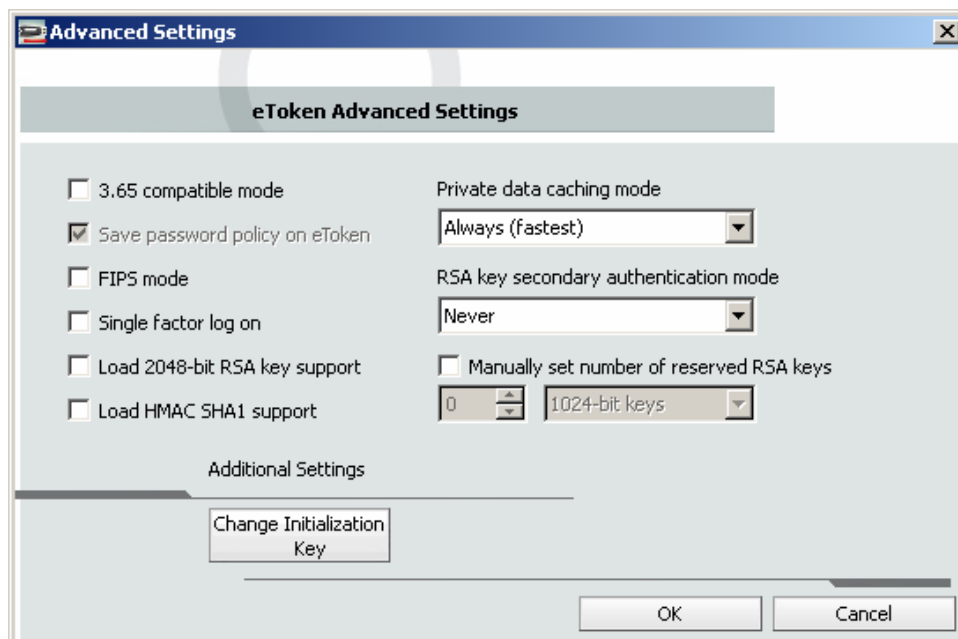 Advanced Settings
eToken Advanced Settings
3.65 compatible mode
Save password policy on eToken
FIPS mode
Single factor log on
Load 2048-bit RSA key support
Load HMAC SHA1 support
Private data caching mode
Always (fastest)
RSA key secondary authentication mode
Never
Manually set number of reserved RSA keys
0 1024-bit keys
Additional Settings
Change Initialization
Key
OK Cancel